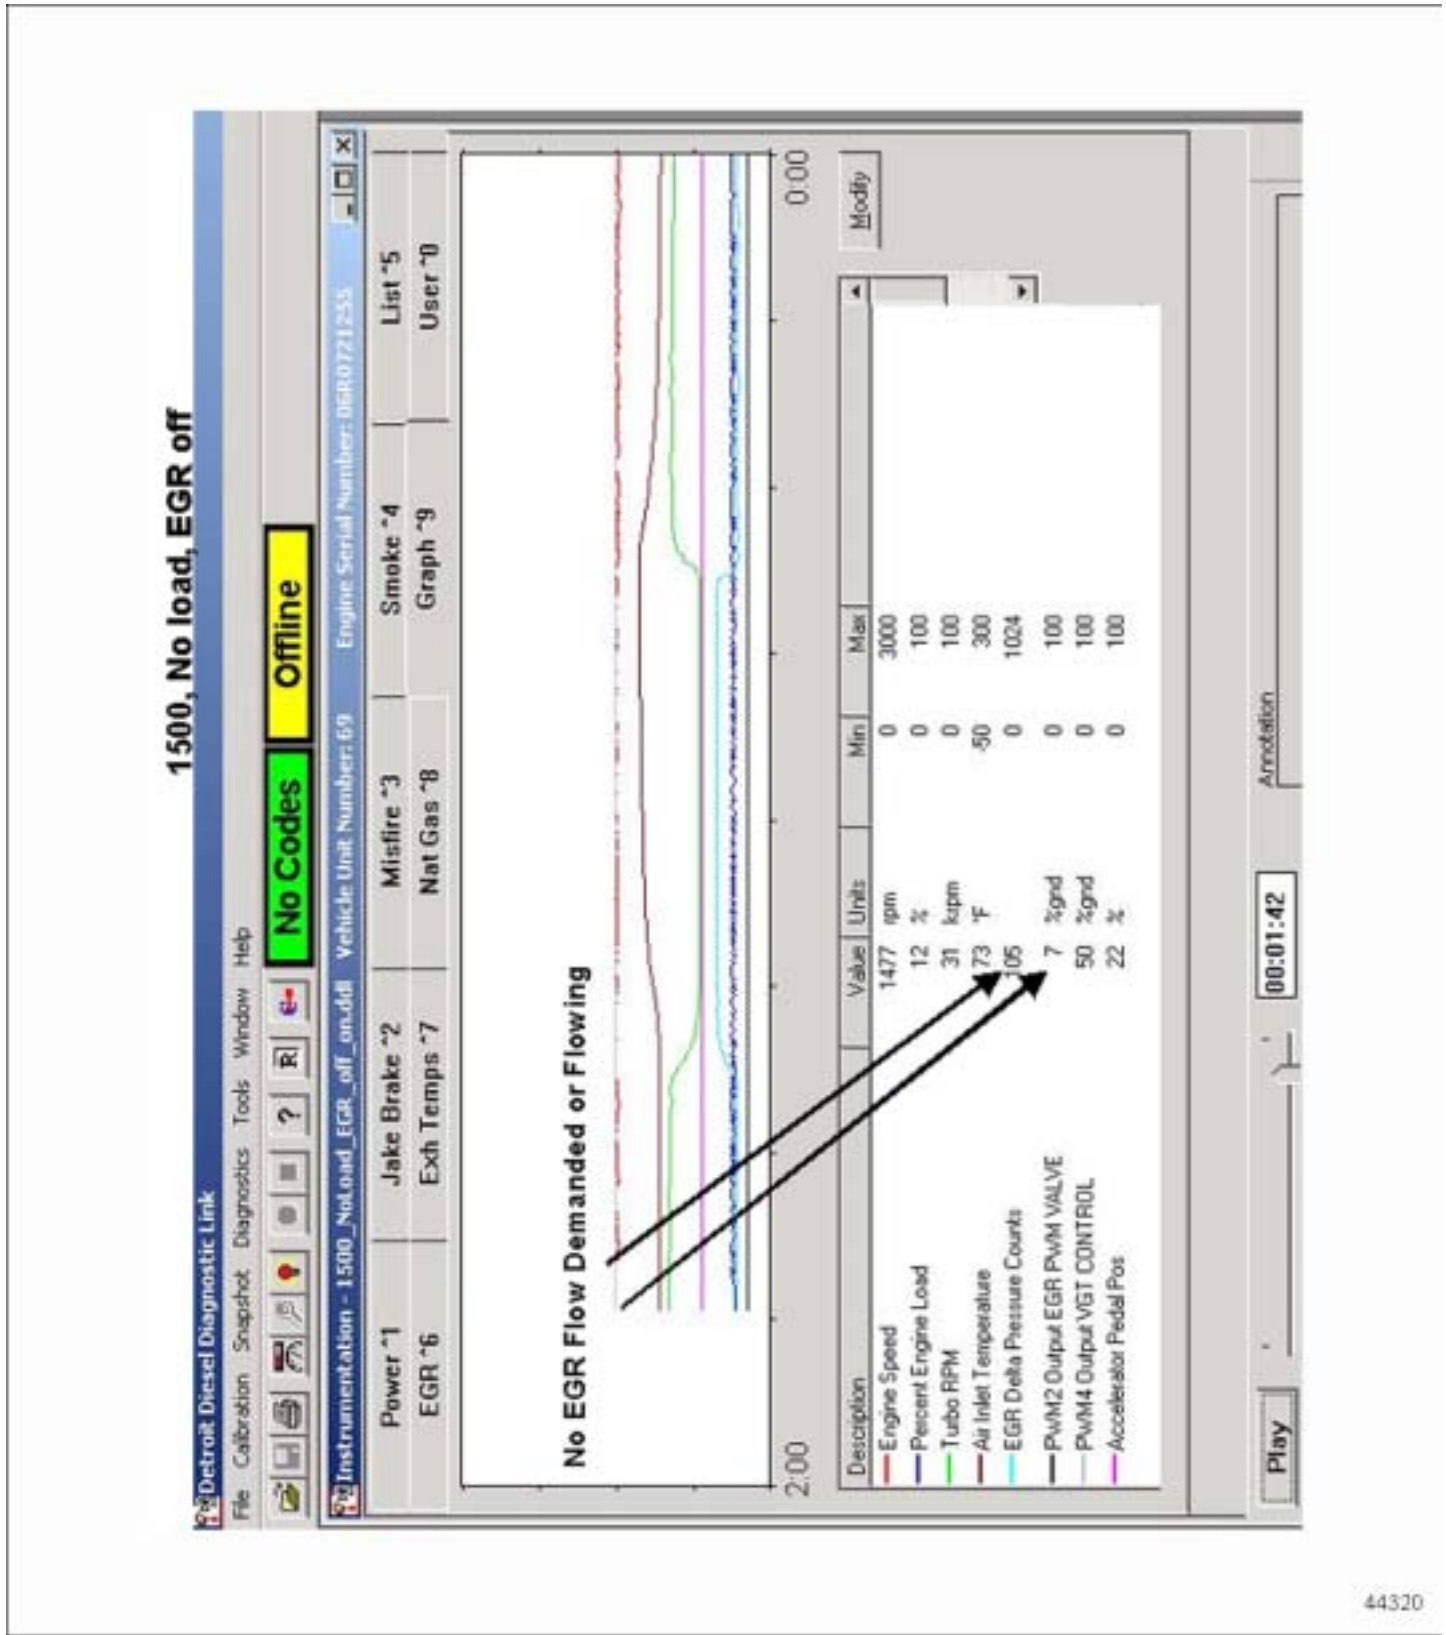 1500, No load, EGR off
Detroit Diesel Diagnostic Link
File Calibration Snapshot Diagnostics Tools Window Help
? R
No Codes Offline
Instrumentation - 1500_NoLoad_EGR_off_on.ddl Vehicle Unit Number: 69 Engine Serial Number: 06R0721255
Power ^1 Jake Brake ^2 Misfire ^3 Smoke ^4 List ^5
EGR ^6 Exh Temps ^7 Nat Gas ^8 Graph ^9 User ^0
No EGR Flow Demanded or Flowing
2:00 0:00
Description Value Units Min Max Modify
Engine Speed 1477 rpm 0 3000
Percent Engine Load 12 % 0 100
Turbo RPM 31 krpm 0 100
Air Inlet Temperature 73 °F -50 300
EGR Delta Pressure Counts 105 0 1024
PWM2 Output EGR PWM VALVE 7 %gnd 0 100
PWM4 Output VGT CONTROL 50 %gnd 0 100
Accelerator Pedal Pos 22 % 0 100
Annotation
Play 00:01:42
44320